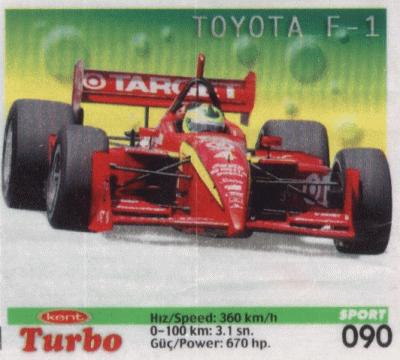 TOYOTA F-1
TARGET
kent
Turbo
Hız/Speed: 360 km/h
0-100 km: 3.1 sn.
Güç/Power: 670 hp.
SPORT
090